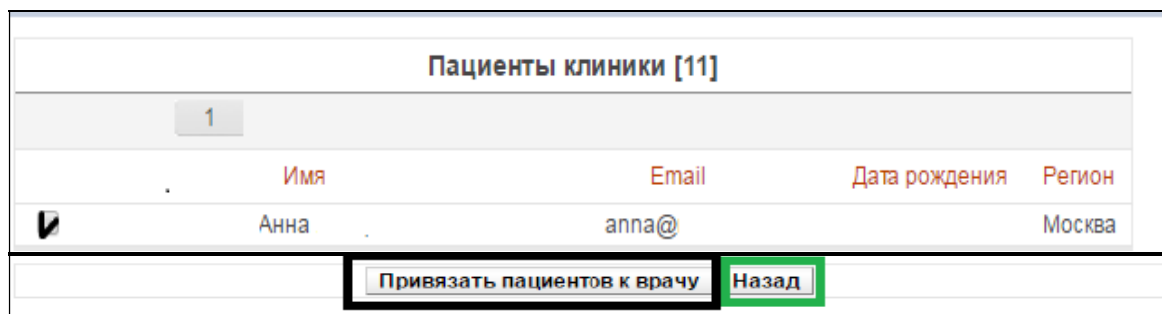 Пациенты клиники [11]
1
Имя Email Дата рождения Регион
Анна anna@ Москва
Привязать пациентов к врачу Назад